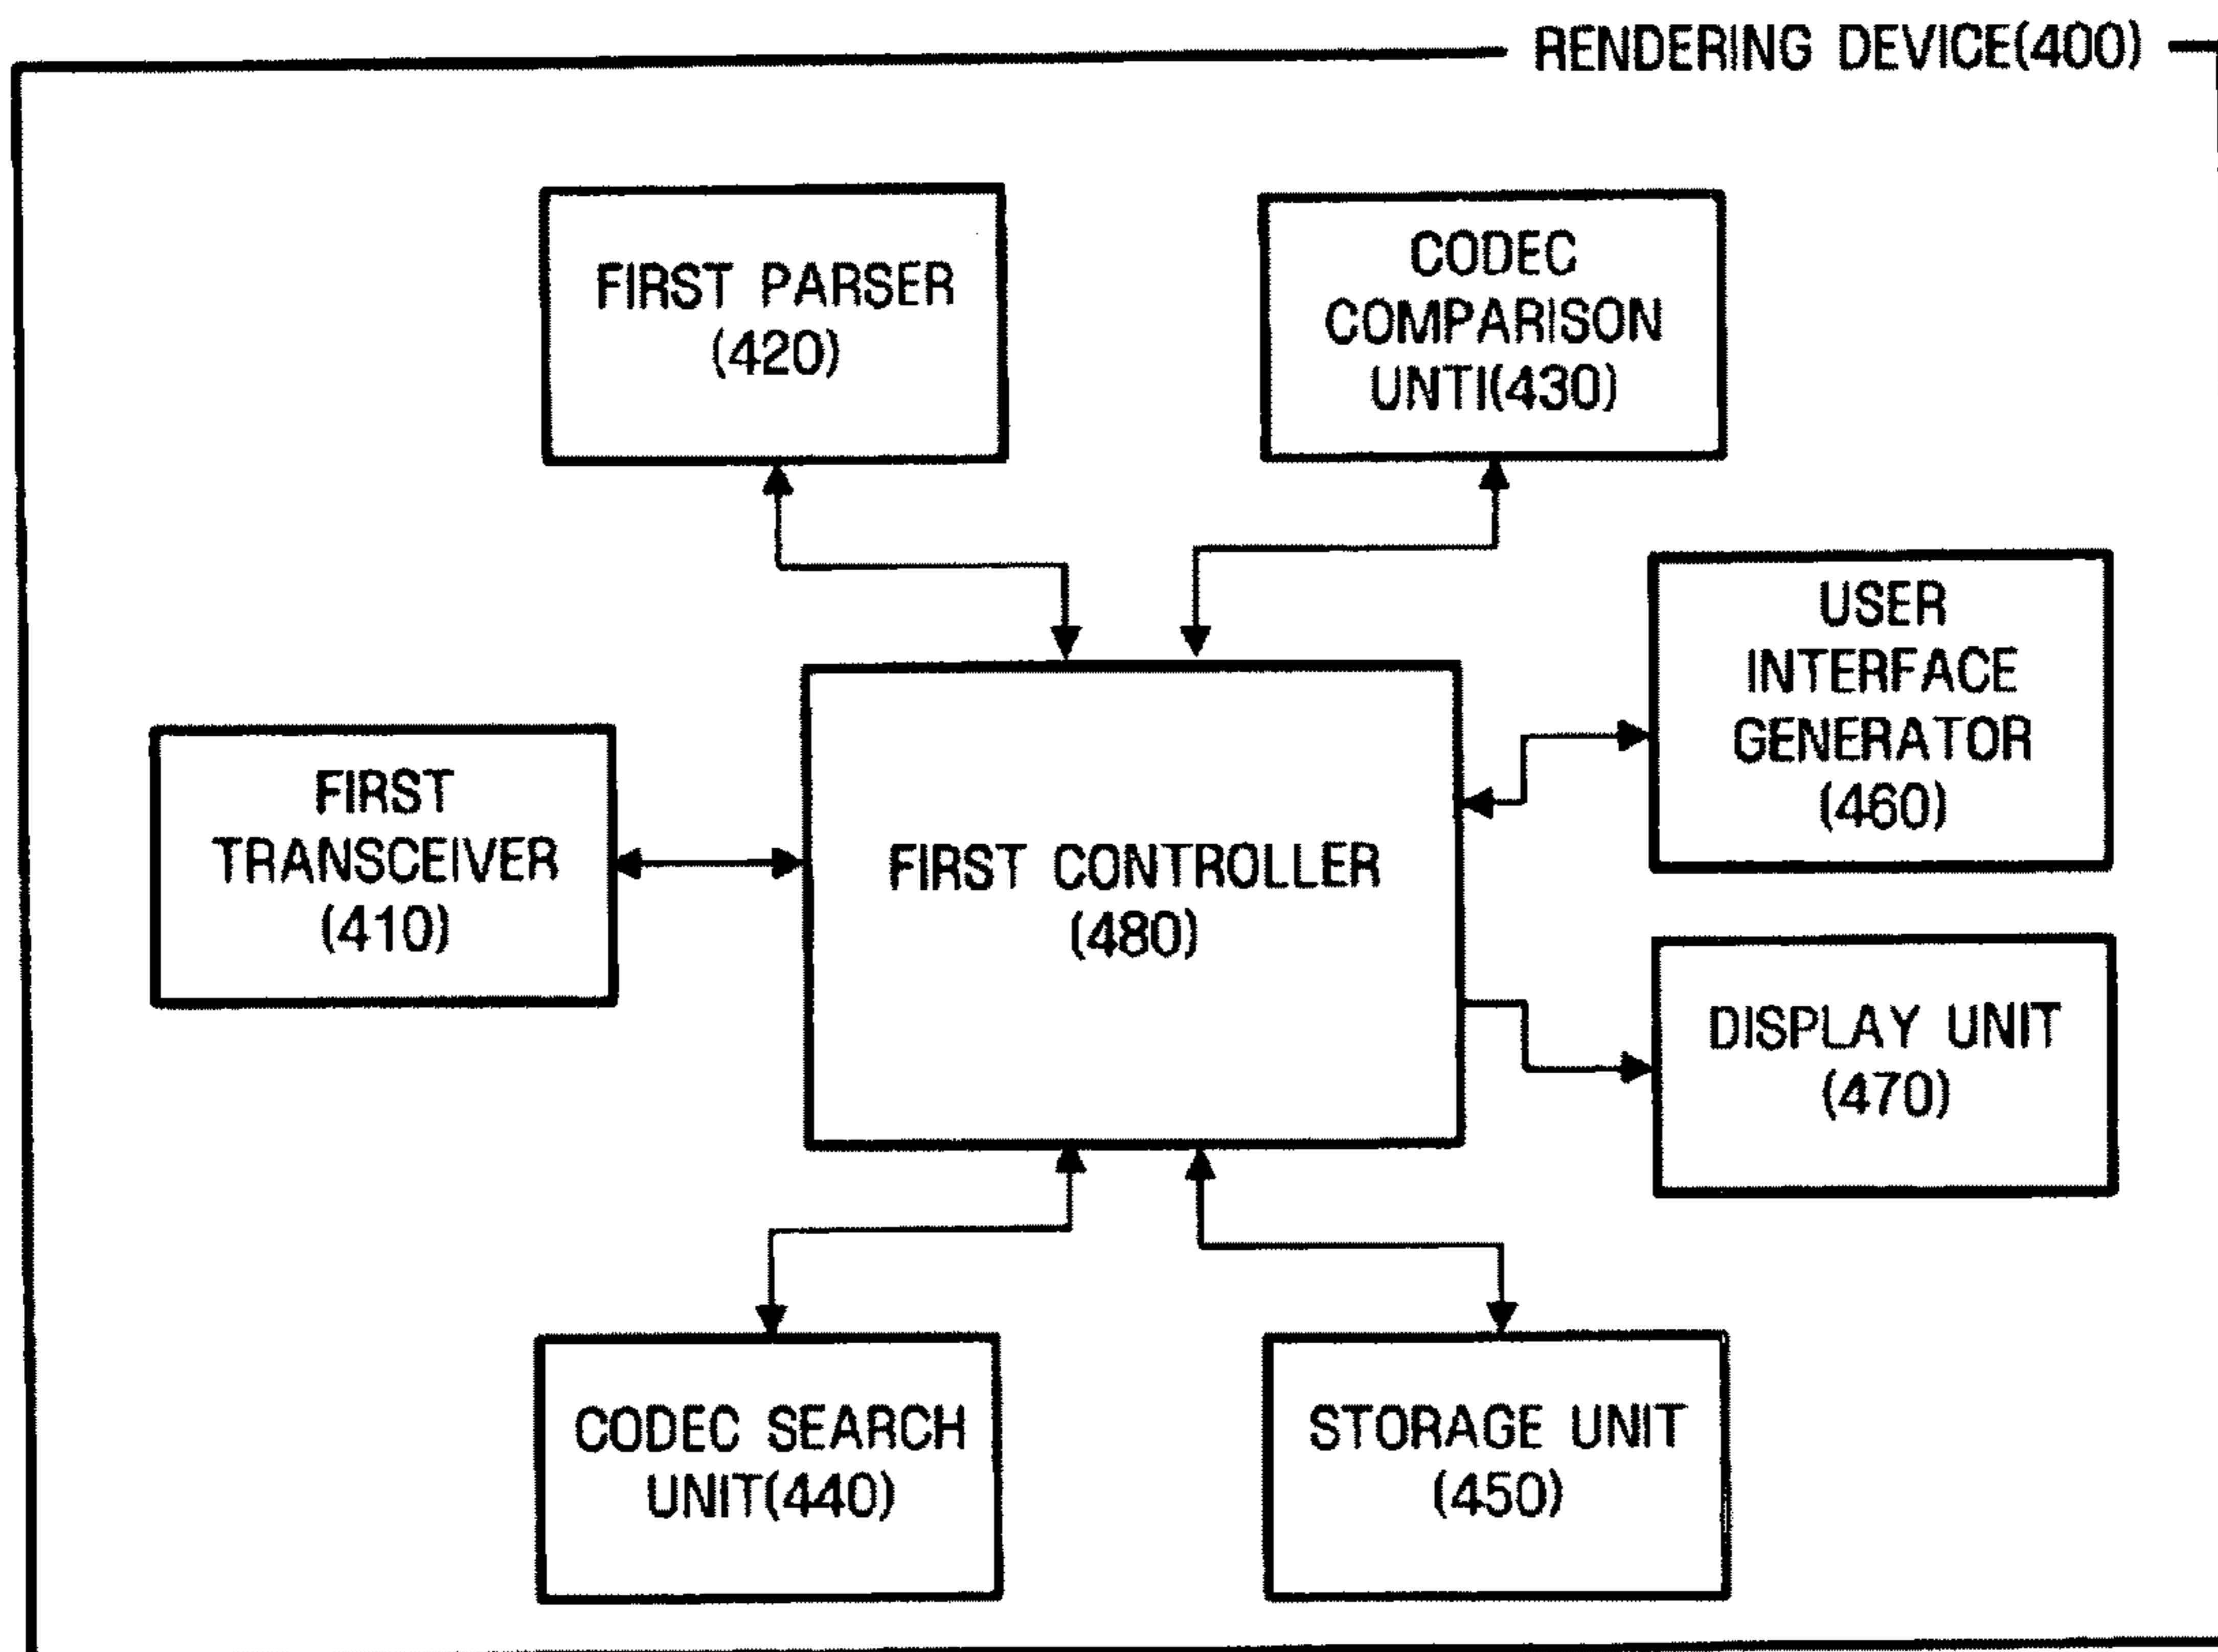 RENDERING DEVICE(400)
FIRST PARSER
(420)
CODEC
COMPARISON
UNTI(430)
USER
INTERFACE
GENERATOR
(460)
FIRST
TRANSCEIVER
(410)
FIRST CONTROLLER
(480)
DISPLAY UNIT
(470)
CODEC SEARCH
UNIT(440)
STORAGE UNIT
(450)